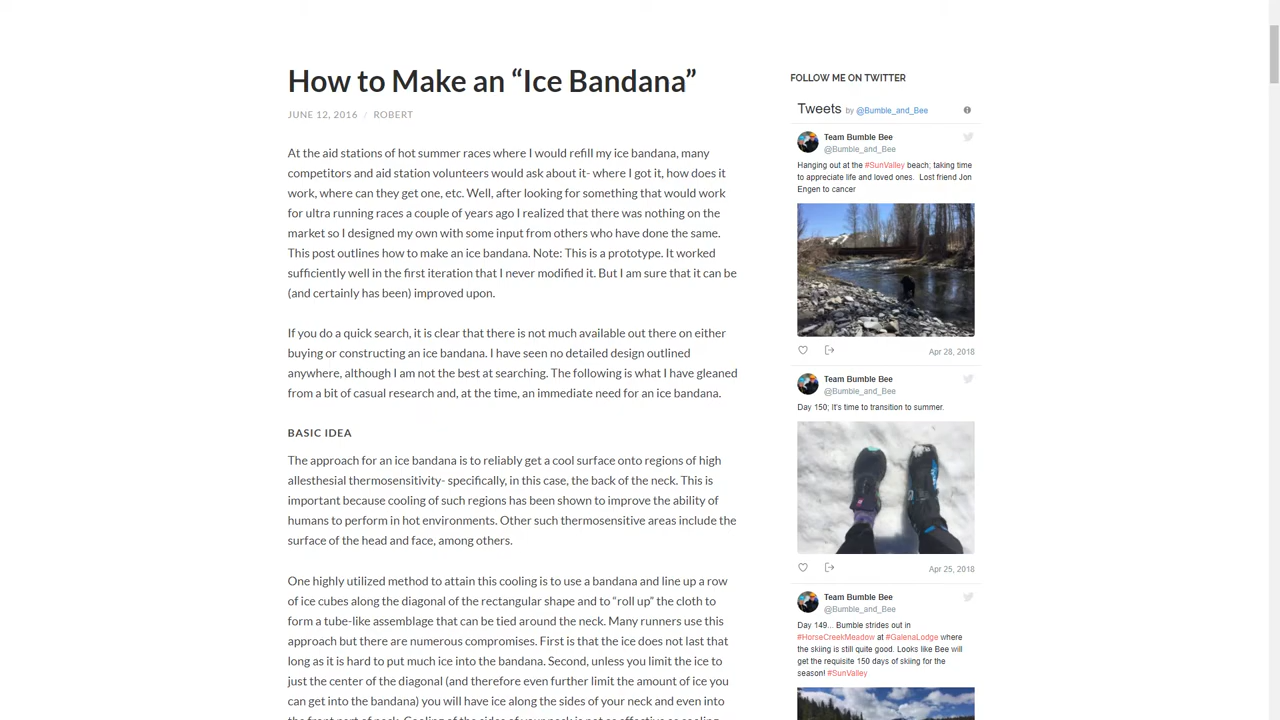 How to Make an “Ice Bandana”
JUNE 12, 2016 / ROBERT
At the aid stations of hot summer races where I would refill my ice bandana, many
competitors and aid station volunteers would ask about it- where I got it, how does it
work, where can they get one, etc. Well, after looking for something that would work
for ultra running races a couple of years ago I realized that there was nothing on the
market so I designed my own with some input from others who have done the same.
This post outlines how to make an ice bandana. Note: This is a prototype. It worked
sufficiently well in the first iteration that I never modified it. But I am sure that it can be
(and certainly has been) improved upon.
If you do a quick search, it is clear that there is not much available out there on either
buying or constructing an ice bandana. I have seen no detailed design outlined
anywhere, although I am not the best at searching. The following is what I have gleaned
from a bit of casual research and, at the time, an immediate need for an ice bandana.
BASIC IDEA
The approach for an ice bandana is to reliably get a cool surface onto regions of high
allesthesial thermosensitivity- specifically, in this case, the back of the neck. This is
important because cooling of such regions has been shown to improve the ability of
humans to perform in hot environments. Other such thermosensitive areas include the
surface of the head and face, among others.
One highly utilized method to attain this cooling is to use a bandana and line up a row
of ice cubes along the diagonal of the rectangular shape and to “roll up” the cloth to
form a tube-like assemblage that can be tied around the neck. Many runners use this
approach but there are numerous compromises. First is that the ice does not last that
long as it is hard to put much ice into the bandana. Second, unless you limit the ice to
just the center of the diagonal (and therefore even further limit the amount of ice you
can get into the bandana) you will have ice along the sides of your neck and even into
FOLLOW ME ON TWITTER
Tweets by @Bumble_and_Bee
Team Bumble Bee
@Bumble_and_Bee
Hanging out at the #SunValley beach; taking time
to appreciate life and loved ones. Lost friend Jon
Engen to cancer
Apr 28, 2018
Team Bumble Bee
@Bumble_and_Bee
Day 150; It's time to transition to summer.
Apr 25, 2018
Team Bumble Bee
@Bumble_and_Bee
Day 149... Bumble strides out in
#HorseCreekMeadow at #GalenaLodge where
the skiing is still quite good. Looks like Bee will
get the requisite 150 days of skiing for the
season! #SunValley